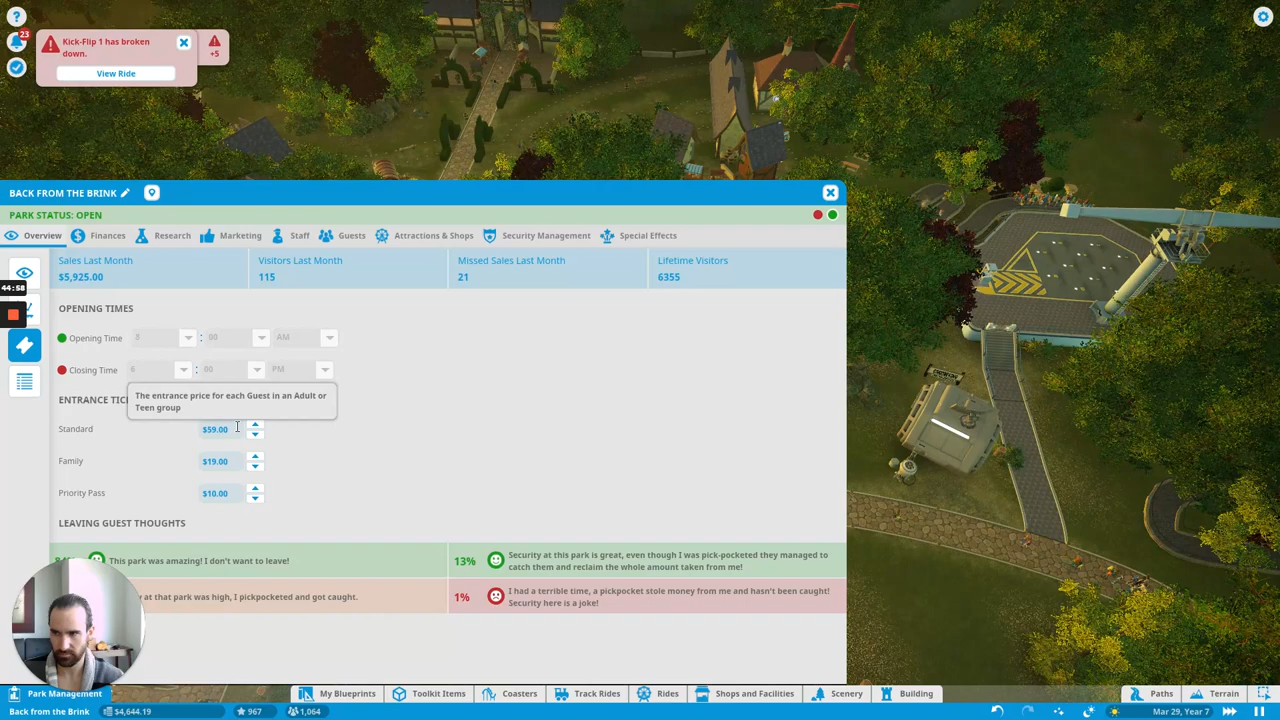 ?
23
Kick-Flip 1 has broken
down.
View Ride
+5
BACK FROM THE BRINK
PARK STATUS: OPEN
Overview
Finances
Research
Marketing
Staff
Guests
Attractions & Shops
Security Management
Special Effects
Sales Last Month
Visitors Last Month
Missed Sales Last Month
Lifetime Visitors
$5,925.00
115
21
6355
44:58
OPENING TIMES
Opening Time
8
:
00
AM
Closing Time
6
:
00
PM
The entrance price for each Guest in an Adult or
Teen group
ENTRANCE TIC
Standard
$59.00
Family
$19.00
Priority Pass
$10.00
LEAVING GUEST THOUGHTS
This park was amazing! I don't want to leave!
13%
Security at this park is great, even though I was pick-pocketed they managed to
catch them and reclaim the whole amount taken from me!
at that park was high, I pickpocketed and got caught.
1%
I had a terrible time, a pickpocket stole money from me and hasn't been caught!
Security here is a joke!
Park Management
My Blueprints
Toolkit Items
Coasters
Track Rides
Rides
Shops and Facilities
Scenery
Building
Paths
Terrain
Back from the Brink
$4,644.19
967
1,064
Mar 29, Year 7